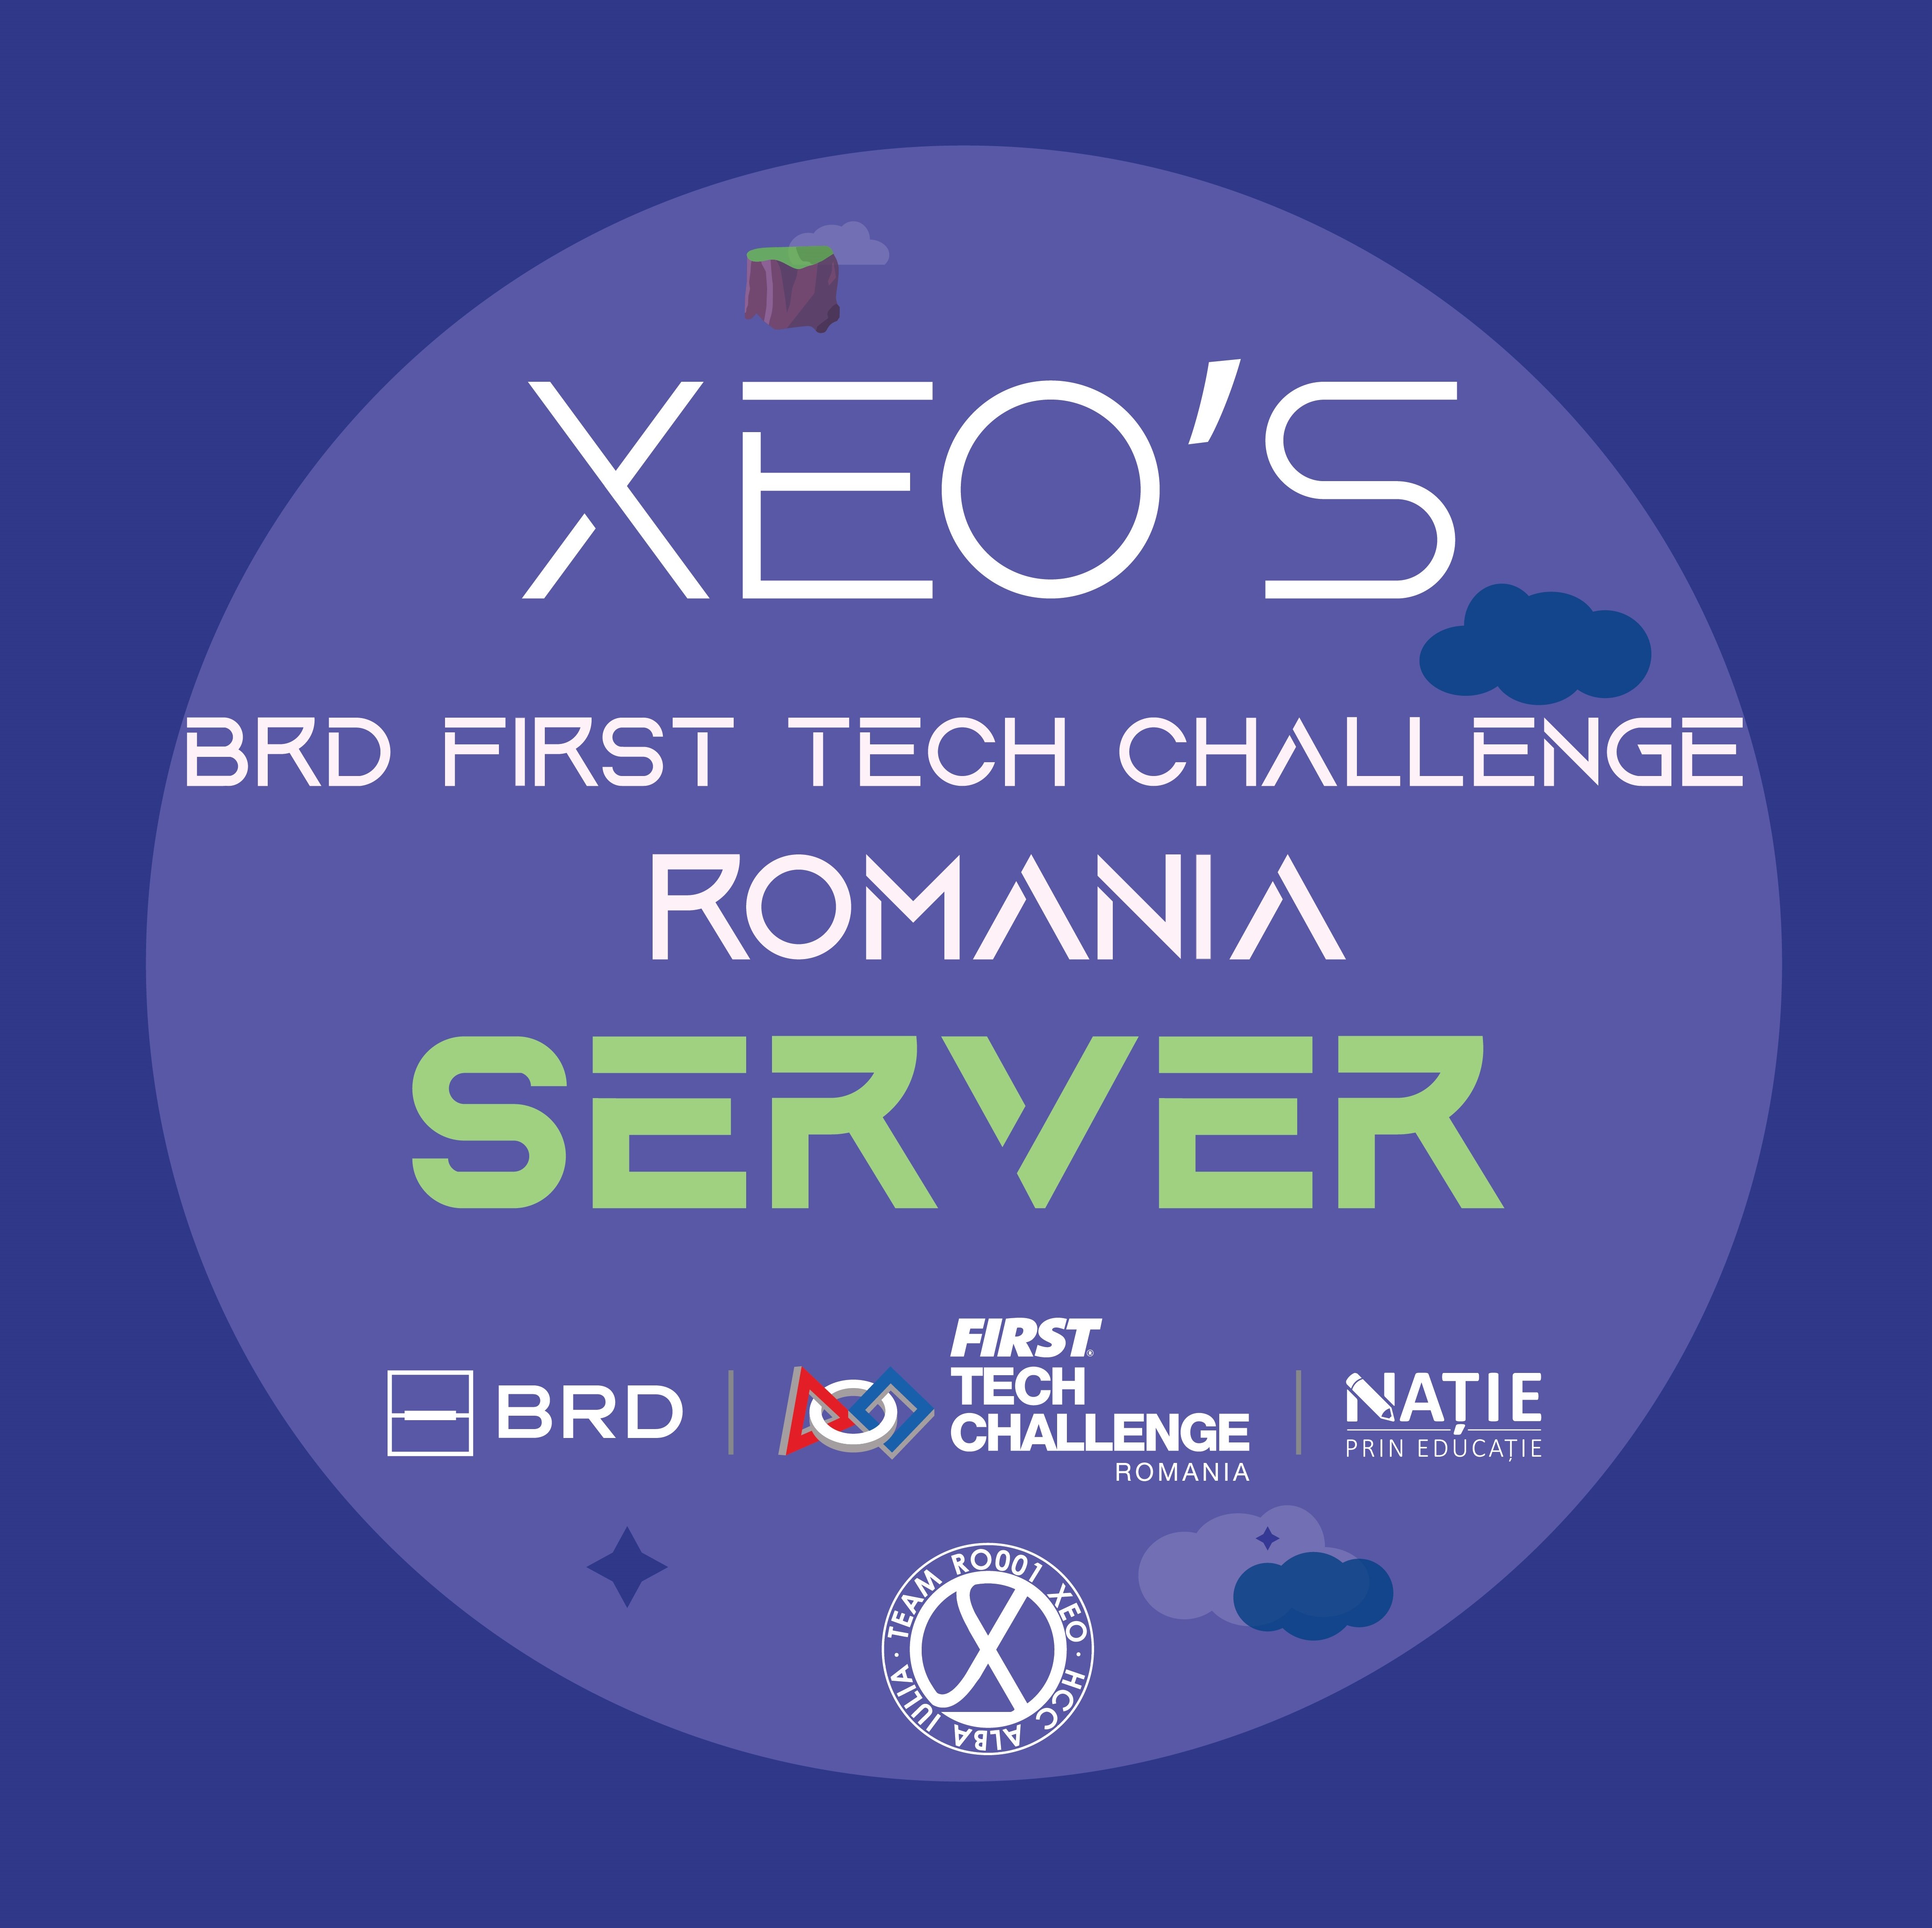 XEO'S
BRD FIRST TECH CHALLENGE
ROMANIA
SERVER
BRD
FIRST®
TECH
CHALLENGE
ROMANIA
NAȚIE
PRIN EDUCAȚIE
TEAM RO001 XEO · HCC ALBA IULIA ·